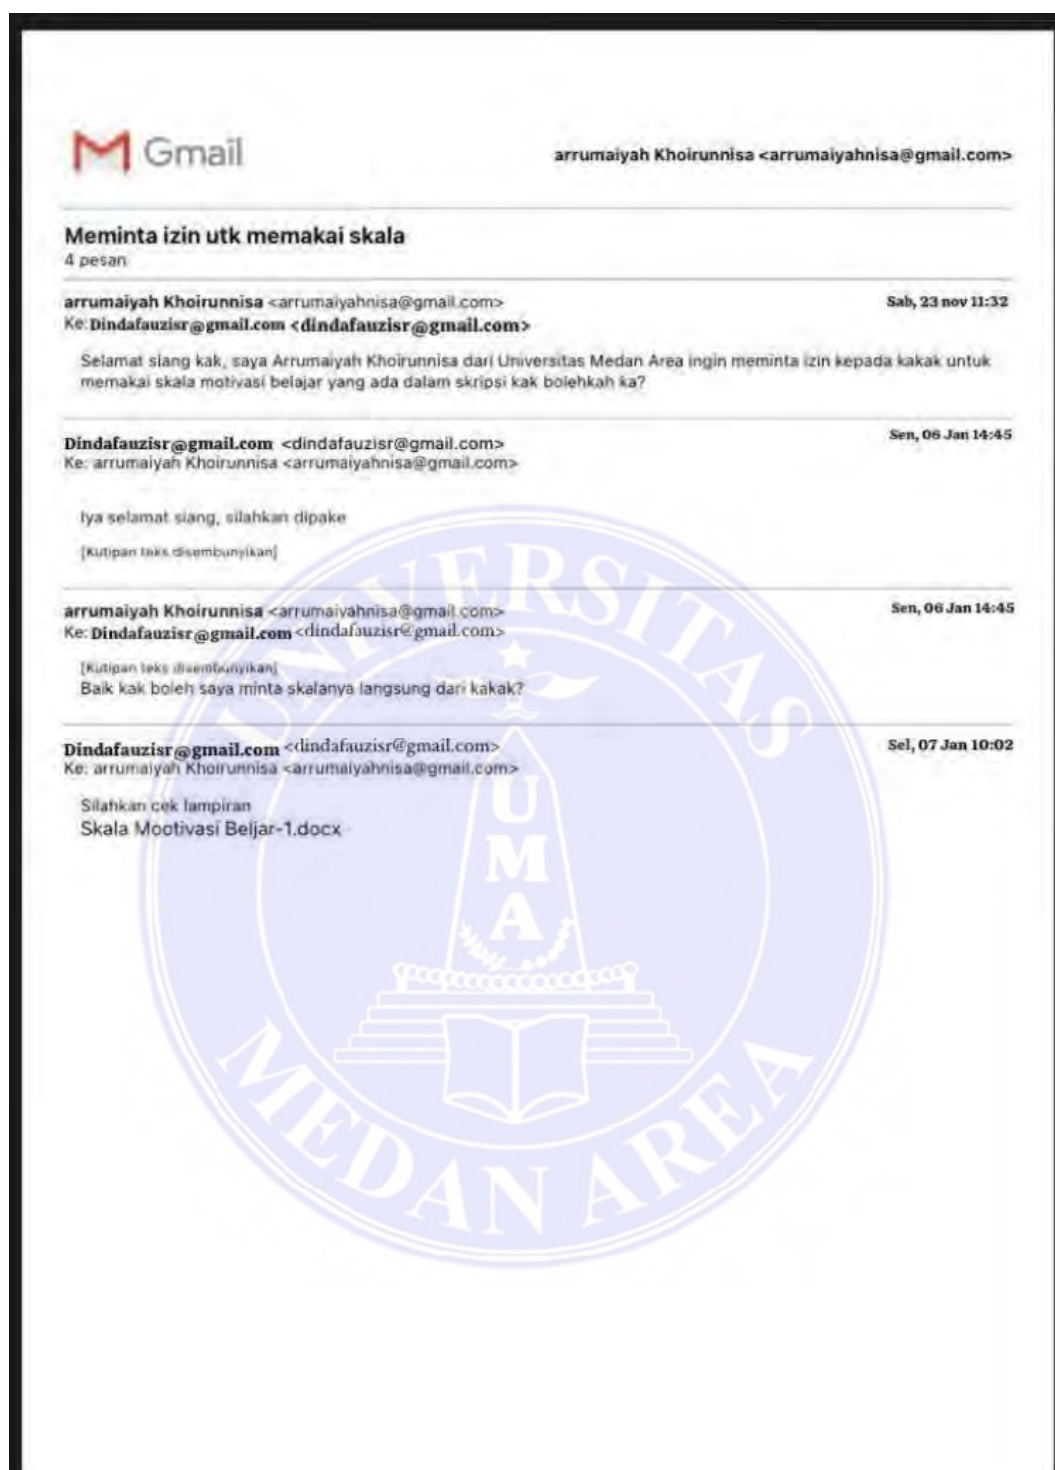 Gmail
arrumaiyah Khoirunnisa <arrumaiyahnisa@gmail.com>
Meminta izin utk memakai skala
4 pesan
arrumaiyah Khoirunnisa <arrumaiyahnisa@gmail.com>
Sab, 23 nov 11:32
Ke: Dindafauzisr@gmail.com <dindafauzisr@gmail.com>
Selamat siang kak, saya Arrumaiyah Khoirunnisa dari Universitas Medan Area ingin meminta izin kepada kakak untuk
memakai skala motivasi belajar yang ada dalam skripsi kak bolehkah ka?
Dindafauzisr@gmail.com <dindafauzisr@gmail.com>
Sen, 06 Jan 14:45
Ke: arrumaiyah Khoirunnisa <arrumaiyahnisa@gmail.com>
Iya selamat siang, silahkan dipake
[Kutipan teks disembunyikan]
arrumaiyah Khoirunnisa <arrumaiyahnisa@gmail.com>
Sen, 06 Jan 14:45
Ke: Dindafauzisr@gmail.com <dindafauzisr@gmail.com>
[Kutipan teks disembunyikan]
Baik kak boleh saya minta skalanya langsung dari kakak?
Dindafauzisr@gmail.com <dindafauzisr@gmail.com>
Sel, 07 Jan 10:02
Ke: arrumaiyah Khoirunnisa <arrumaiyahnisa@gmail.com>
Silahkan cek lampiran
Skala Mootivasi Beljar-1.docx
UNIVERSITAS
UMA
MEDAN AREA